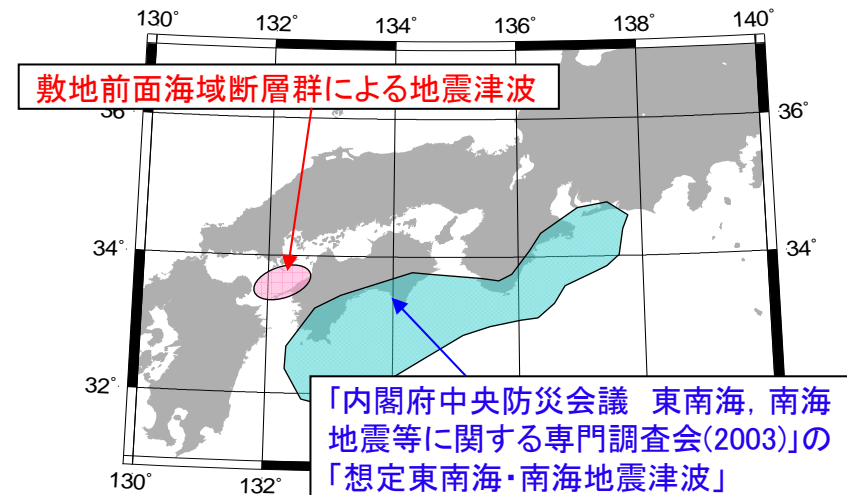 130° 132° 134° 136° 138° 140°
敷地前面海域断層群による地震津波
36° 36°
34° 34°
32°
「内閣府中央防災会議　東南海, 南海
地震等に関する専門調査会(2003)」の
「想定東南海・南海地震津波」
130° 132°